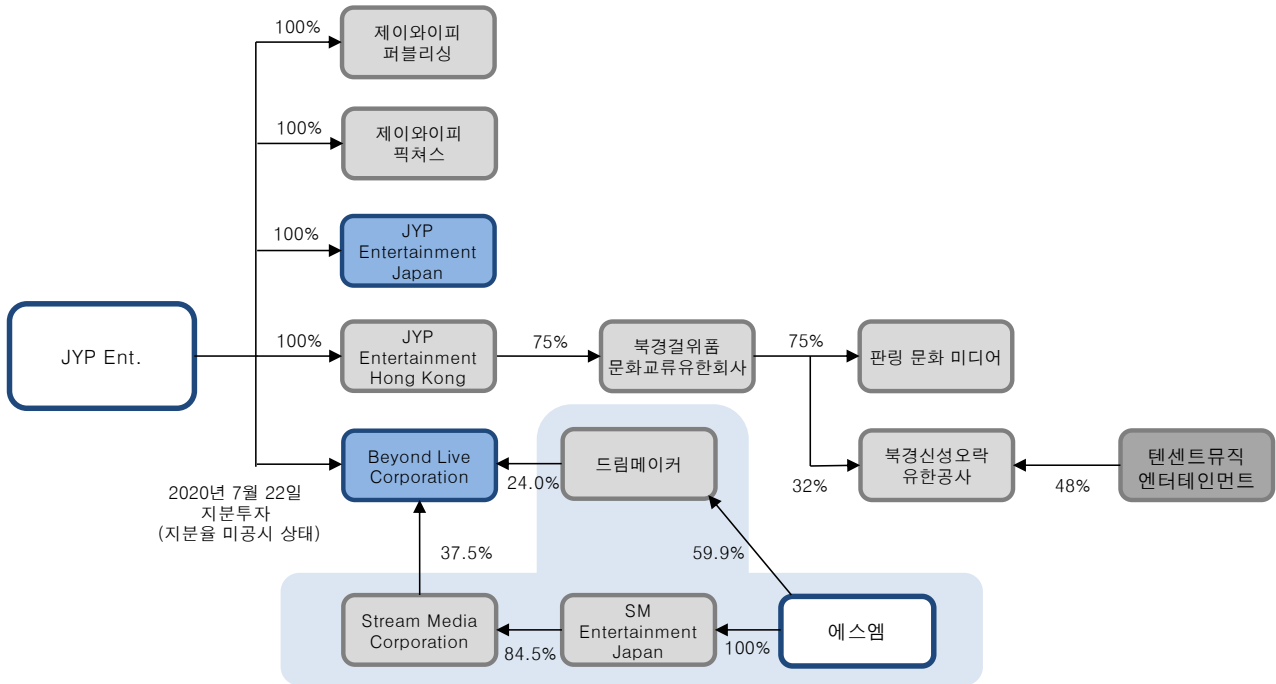 100%
제이와이피
퍼블리싱
100%
제이와이피
픽쳐스
100%
JYP
Entertainment
Japan
JYP Ent.
100%
JYP
Entertainment
Hong Kong
75%
북경걸위품
문화교류유한회사
75%
판링 문화 미디어
2020년 7월 22일
지분투자
(지분율 미공시 상태)
Beyond Live
Corporation
24.0%
드림메이커
32%
북경신성오락
유한공사
48%
텐센트뮤직
엔터테인먼트
37.5%
59.9%
Stream Media
Corporation
84.5%
SM
Entertainment
Japan
100%
에스엠